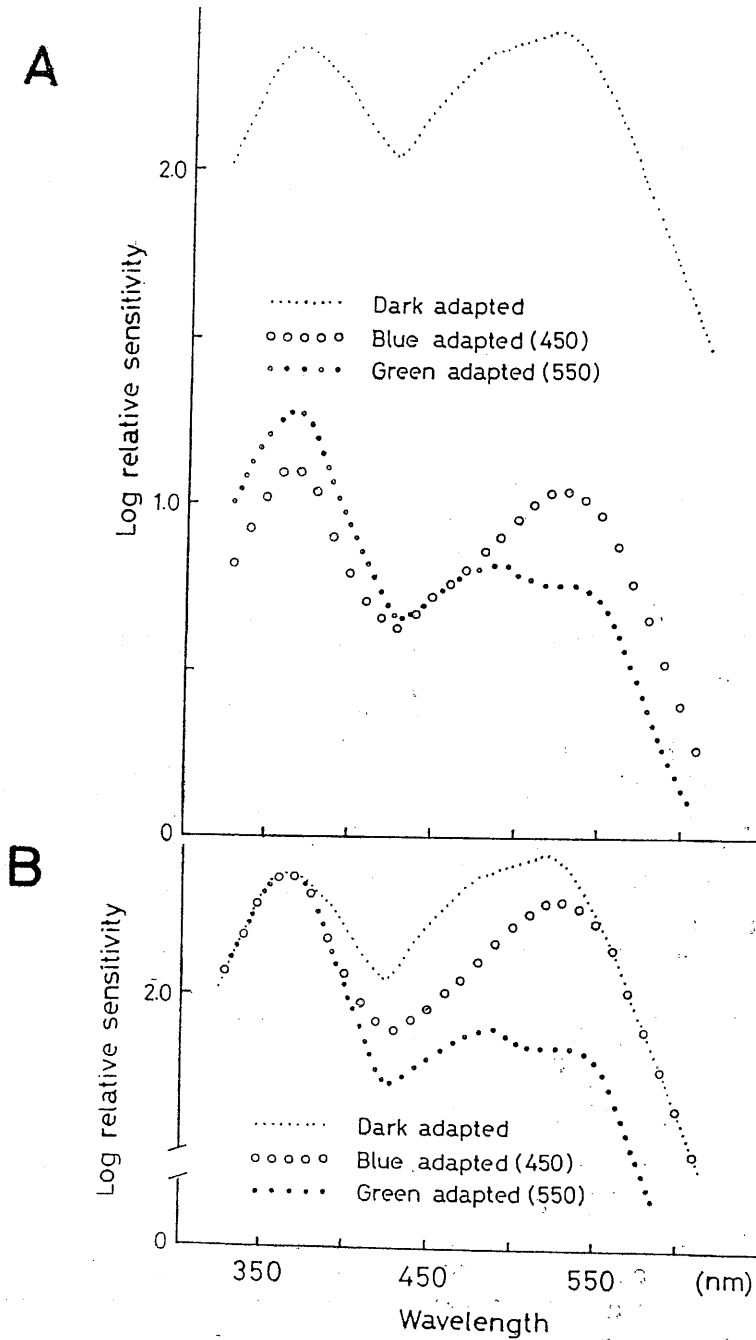 A
2.0
Dark adapted
Blue adapted (450)
Green adapted (550)
1.0
0
Log relative sensitivity
B
2.0
Dark adapted
Blue adapted (450)
Green adapted (550)
0
Log relative sensitivity
350 450 550 (nm)
Wavelength